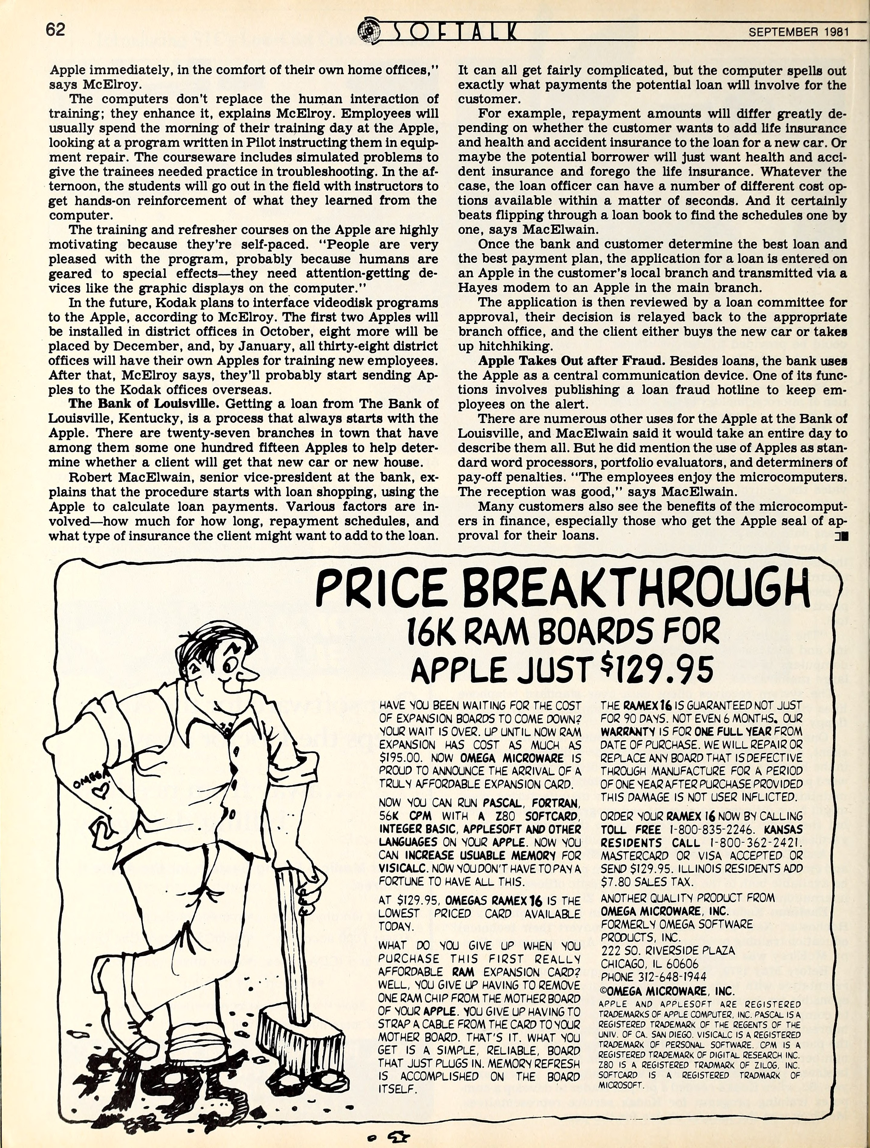 62
SOFTALK
SEPTEMBER 1981
Apple immediately, in the comfort of their own home offices,"
says McElroy.
The computers don't replace the human interaction of
training; they enhance it, explains McElroy. Employees will
usually spend the morning of their training day at the Apple,
looking at a program written in Pilot instructing them in equip-
ment repair. The courseware includes simulated problems to
give the trainees needed practice in troubleshooting. In the af-
ternoon, the students will go out in the field with instructors to
get hands-on reinforcement of what they learned from the
computer.
The training and refresher courses on the Apple are highly
motivating because they're self-paced. "People are very
pleased with the program, probably because humans are
geared to special effects—they need attention-getting de-
vices like the graphic displays on the computer."
In the future, Kodak plans to interface videodisk programs
to the Apple, according to McElroy. The first two Apples will
be installed in district offices in October, eight more will be
placed by December, and, by January, all thirty-eight district
offices will have their own Apples for training new employees.
After that, McElroy says, they'll probably start sending Ap-
ples to the Kodak offices overseas.
The Bank of Louisville. Getting a loan from The Bank of
Louisville, Kentucky, is a process that always starts with the
Apple. There are twenty-seven branches in town that have
among them some one hundred fifteen Apples to help deter-
mine whether a client will get that new car or new house.
Robert MacElwain, senior vice-president at the bank, ex-
plains that the procedure starts with loan shopping, using the
Apple to calculate loan payments. Various factors are in-
volved—how much for how long, repayment schedules, and
what type of insurance the client might want to add to the loan.
It can all get fairly complicated, but the computer spells out
exactly what payments the potential loan will involve for the
customer.
For example, repayment amounts will differ greatly de-
pending on whether the customer wants to add life insurance
and health and accident insurance to the loan for a new car. Or
maybe the potential borrower will just want health and acci-
dent insurance and forego the life insurance. Whatever the
case, the loan officer can have a number of different cost op-
tions available within a matter of seconds. And it certainly
beats flipping through a loan book to find the schedules one by
one, says MacElwain.
Once the bank and customer determine the best loan and
the best payment plan, the application for a loan is entered on
an Apple in the customer's local branch and transmitted via a
Hayes modem to an Apple in the main branch.
The application is then reviewed by a loan committee for
approval, their decision is relayed back to the appropriate
branch office, and the client either buys the new car or takes
up hitchhiking.
Apple Takes Out after Fraud. Besides loans, the bank uses
the Apple as a central communication device. One of its func-
tions involves publishing a loan fraud hotline to keep em-
ployees on the alert.
There are numerous other uses for the Apple at the Bank of
Louisville, and MacElwain said it would take an entire day to
describe them all. But he did mention the use of Apples as stan-
dard word processors, portfolio evaluators, and determiners of
pay-off penalties. "The employees enjoy the microcomputers.
The reception was good," says MacElwain.
Many customers also see the benefits of the microcomput-
ers in finance, especially those who get the Apple seal of ap-
proval for their loans.
PRICE BREAKTHROUGH
16K RAM BOARDS FOR
APPLE JUST $129.95
OMEGA
195
HAVE YOU BEEN WAITING FOR THE COST
OF EXPANSION BOARDS TO COME DOWN?
YOUR WAIT IS OVER. UP UNTIL NOW RAM
EXPANSION HAS COST AS MUCH AS
$195.00. NOW OMEGA MICROWARE IS
PROUD TO ANNOUNCE THE ARRIVAL OF A
TRULY AFFORDABLE EXPANSION CARD.
NOW YOU CAN RUN PASCAL, FORTRAN,
56K CPM WITH A Z80 SOFTCARD,
INTEGER BASIC, APPLESOFT AND OTHER
LANGUAGES ON YOUR APPLE. NOW YOU
CAN INCREASE USUABLE MEMORY FOR
VISICALC. NOW YOU DON'T HAVE TO PAY A
FORTUNE TO HAVE ALL THIS.
AT $129.95, OMEGAS RAMEX 16 IS THE
LOWEST PRICED CARD AVAILABLE
TODAY.
WHAT DO YOU GIVE UP WHEN YOU
PURCHASE THIS FIRST REALLY
AFFORDABLE RAM EXPANSION CARD?
WELL, YOU GIVE UP HAVING TO REMOVE
ONE RAM CHIP FROM THE MOTHER BOARD
OF YOUR APPLE. YOU GIVE UP HAVING TO
STRAP A CABLE FROM THE CARD TO YOUR
MOTHER BOARD. THAT'S IT. WHAT YOU
GET IS A SIMPLE, RELIABLE, BOARD
THAT JUST PLUGS IN. MEMORY REFRESH
IS ACCOMPLISHED ON THE BOARD
ITSELF.
THE RAMEX 16 IS GUARANTEED NOT JUST
FOR 90 DAYS. NOT EVEN 6 MONTHS. OUR
WARRANTY IS FOR ONE FULL YEAR FROM
DATE OF PURCHASE. WE WILL REPAIR OR
REPLACE ANY BOARD THAT IS DEFECTIVE
THROUGH MANUFACTURE FOR A PERIOD
OF ONE YEAR AFTER PURCHASE PROVIDED
THIS DAMAGE IS NOT USER INFLICTED.
ORDER YOUR RAMEX 16 NOW BY CALLING
TOLL FREE 1-800-835-2246. KANSAS
RESIDENTS CALL 1-800-362-2421.
MASTERCARD OR VISA ACCEPTED OR
SEND $129.95. ILLINOIS RESIDENTS ADD
$7.80 SALES TAX.
ANOTHER QUALITY PRODUCT FROM
OMEGA MICROWARE, INC.
FORMERLY OMEGA SOFTWARE
PRODUCTS, INC.
222 SO. RIVERSIDE PLAZA
CHICAGO, IL 60606
PHONE 312-648-1944
©OMEGA MICROWARE, INC.
APPLE AND APPLESOFT ARE REGISTERED
TRADEMARKS OF APPLE COMPUTER, INC. PASCAL IS A
REGISTERED TRADEMARK OF THE REGENTS OF THE
UNIV. OF CA. SAN DIEGO. VISICALC IS A REGISTERED
TRADEMARK OF PERSONAL SOFTWARE. CPM IS A
REGISTERED TRADEMARK OF DIGITAL RESEARCH INC.
Z80 IS A REGISTERED TRADMARK OF ZILOG, INC.
SOFTCARD IS A REGISTERED TRADMARK OF
MICROSOFT.